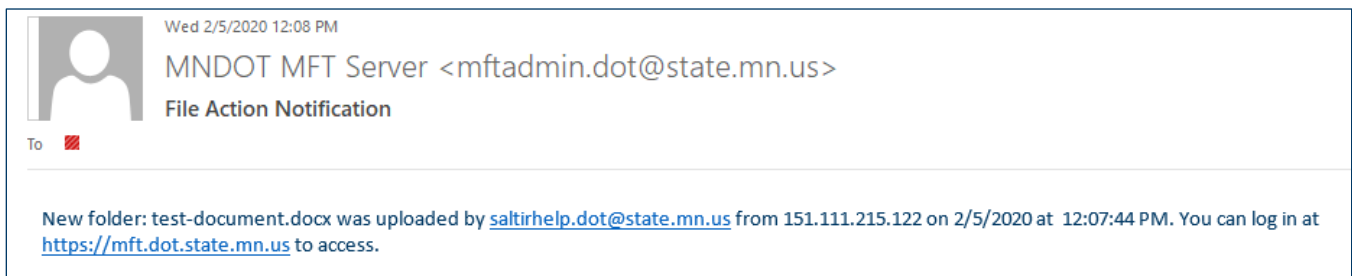 Wed 2/5/2020 12:08 PM
MNDOT MFT Server <mftadmin.dot@state.mn.us>
File Action Notification
To
New folder: test-document.docx was uploaded by saltirhelp.dot@state.mn.us from 151.111.215.122 on 2/5/2020 at  12:07:44 PM. You can log in at
https://mft.dot.state.mn.us to access.